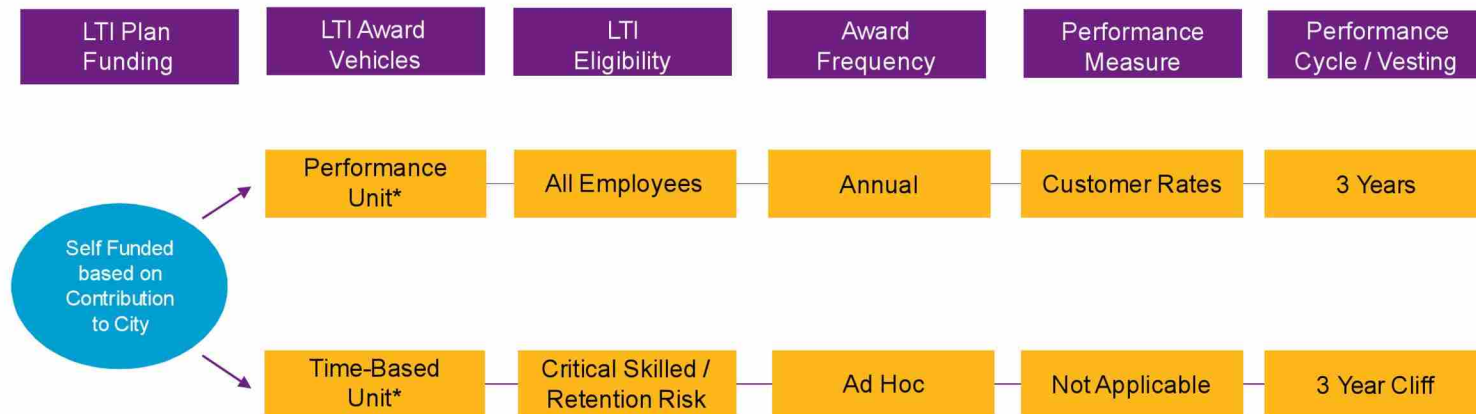 LTI Plan
Funding
LTI Award
Vehicles
LTI
Eligibility
Award
Frequency
Performance
Measure
Performance
Cycle / Vesting
Performance
Unit*
All Employees
Annual
Customer Rates
3 Years
Self Funded
based on
Contribution
to City
Time-Based
Unit*
Critical Skilled /
Retention Risk
Ad Hoc
Not Applicable
3 Year Cliff